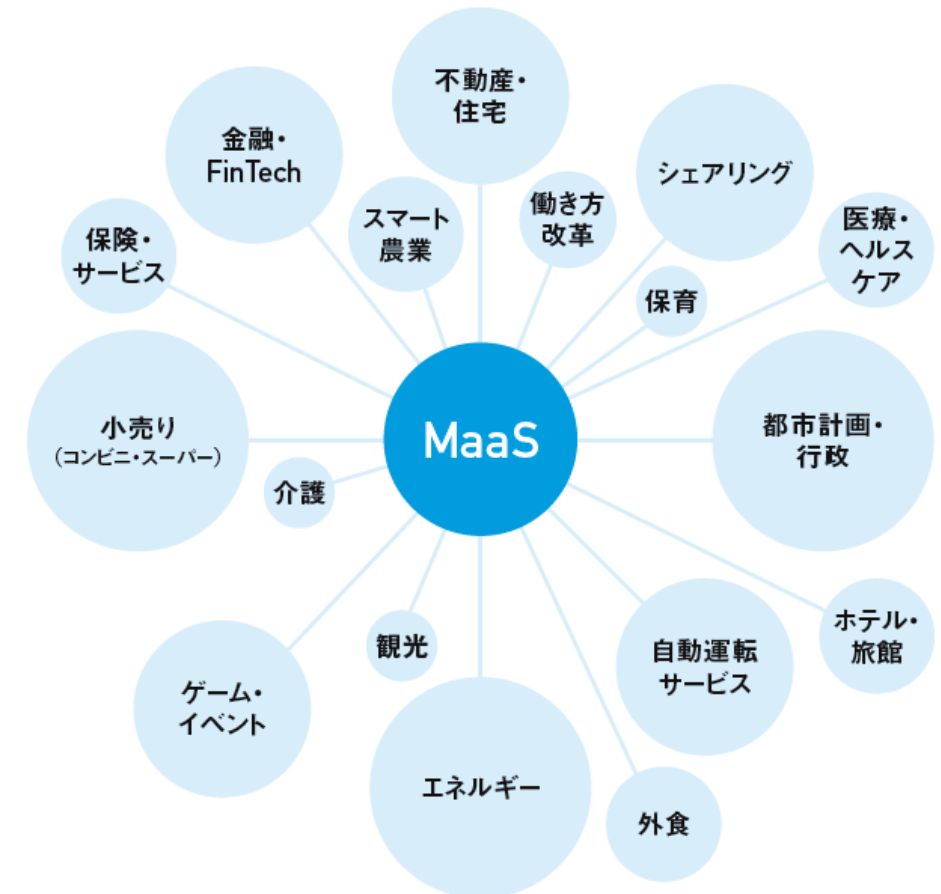 不動産・
住宅
金融・
FinTech
シェアリング
スマート
農業
働き方
改革
医療・
ヘルス
ケア
保険・
サービス
保育
小売り
（コンビニ・スーパー）
MaaS
都市計画・
行政
介護
観光
自動運転
サービス
ホテル・
旅館
ゲーム・
イベント
エネルギー
外食